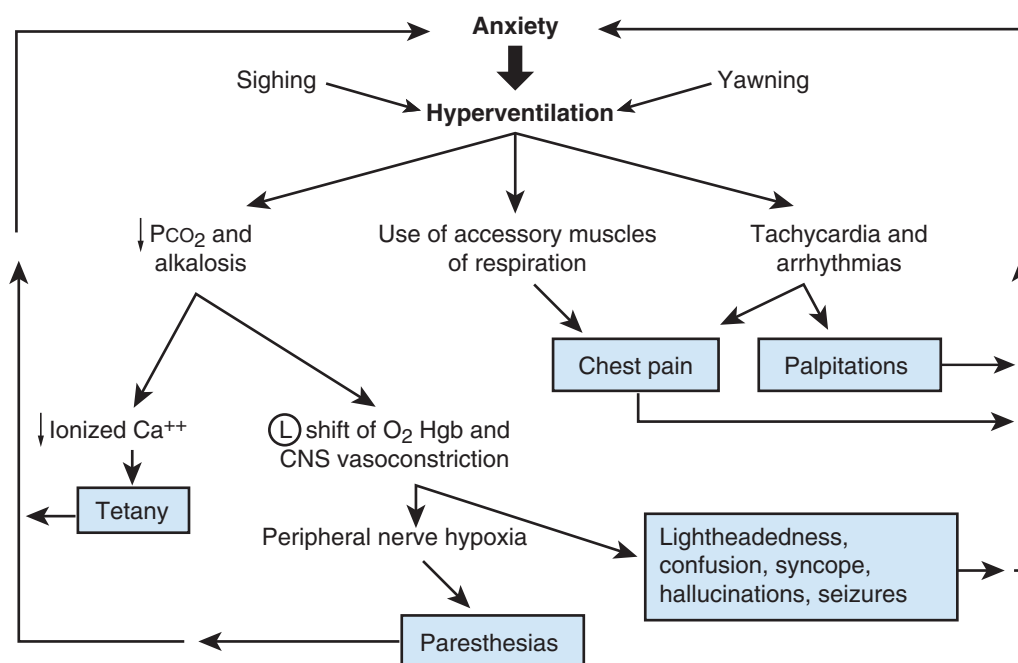 Anxiety
Sighing
Yawning
Hyperventilation
↓PCO₂ and
alkalosis
Use of accessory muscles
of respiration
Tachycardia and
arrhythmias
Chest pain
Palpitations
↓Ionized Ca⁺⁺
Ⓛ shift of O₂ Hgb and
CNS vasoconstriction
Tetany
Peripheral nerve hypoxia
Lightheadedness,
confusion, syncope,
hallucinations, seizures
Paresthesias